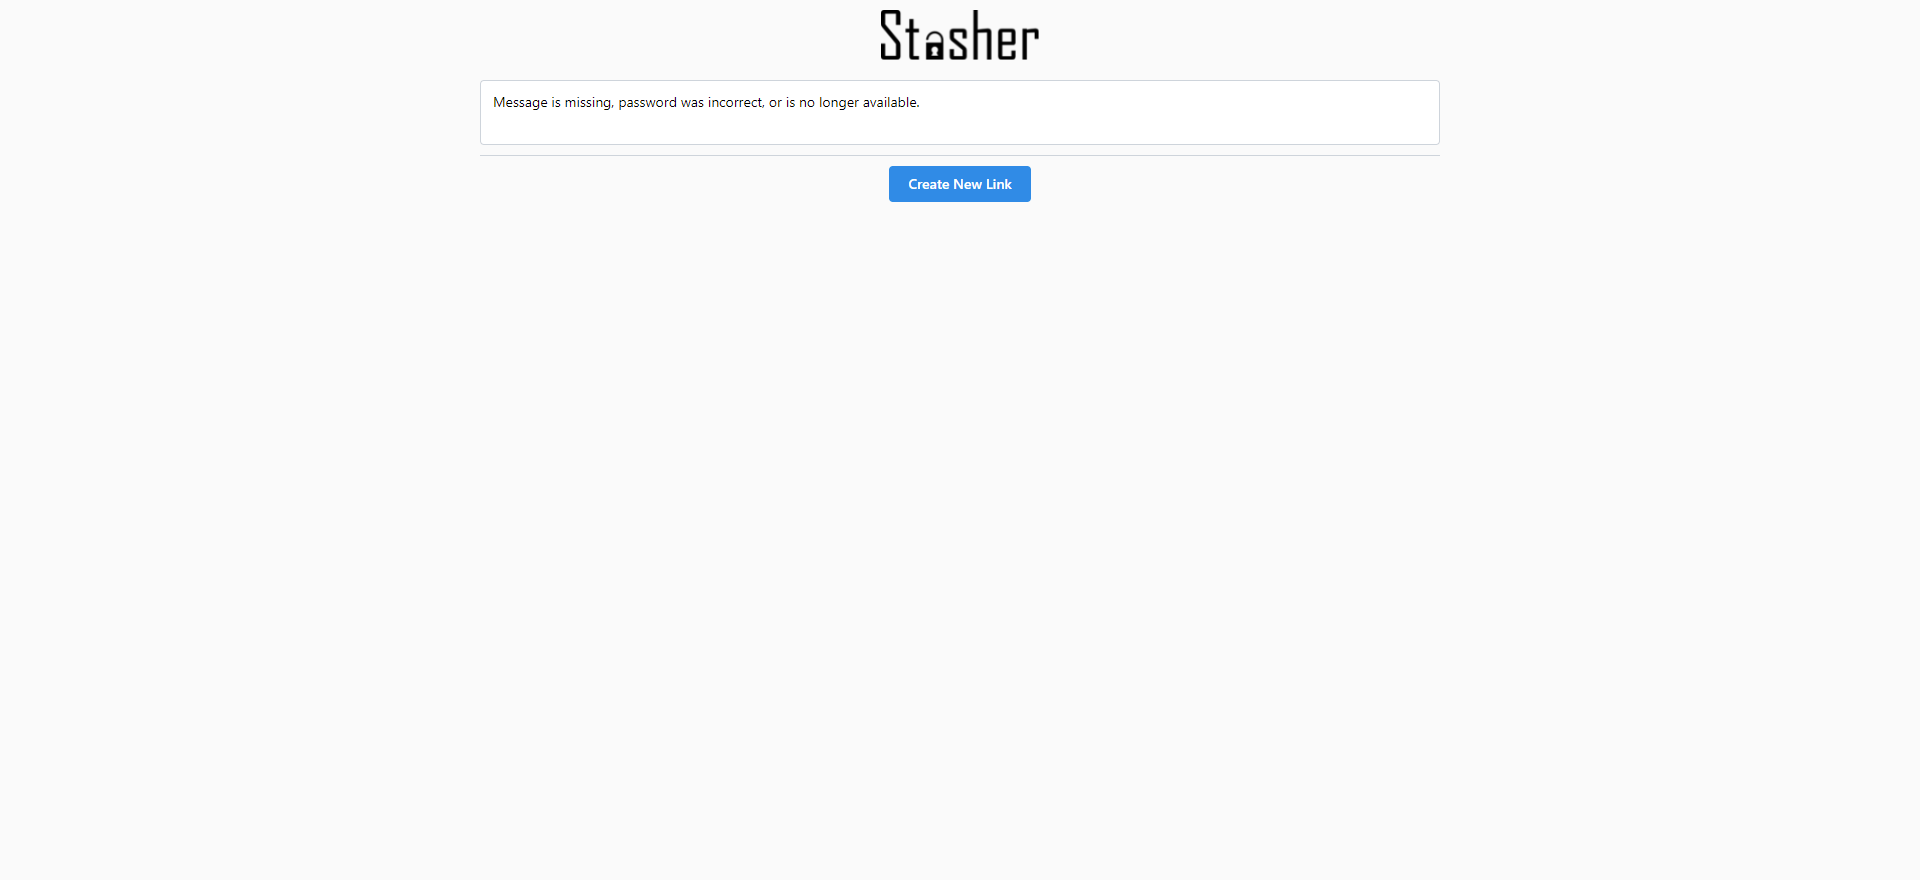 Stasher
Message is missing, password was incorrect, or is no longer available.
Create New Link